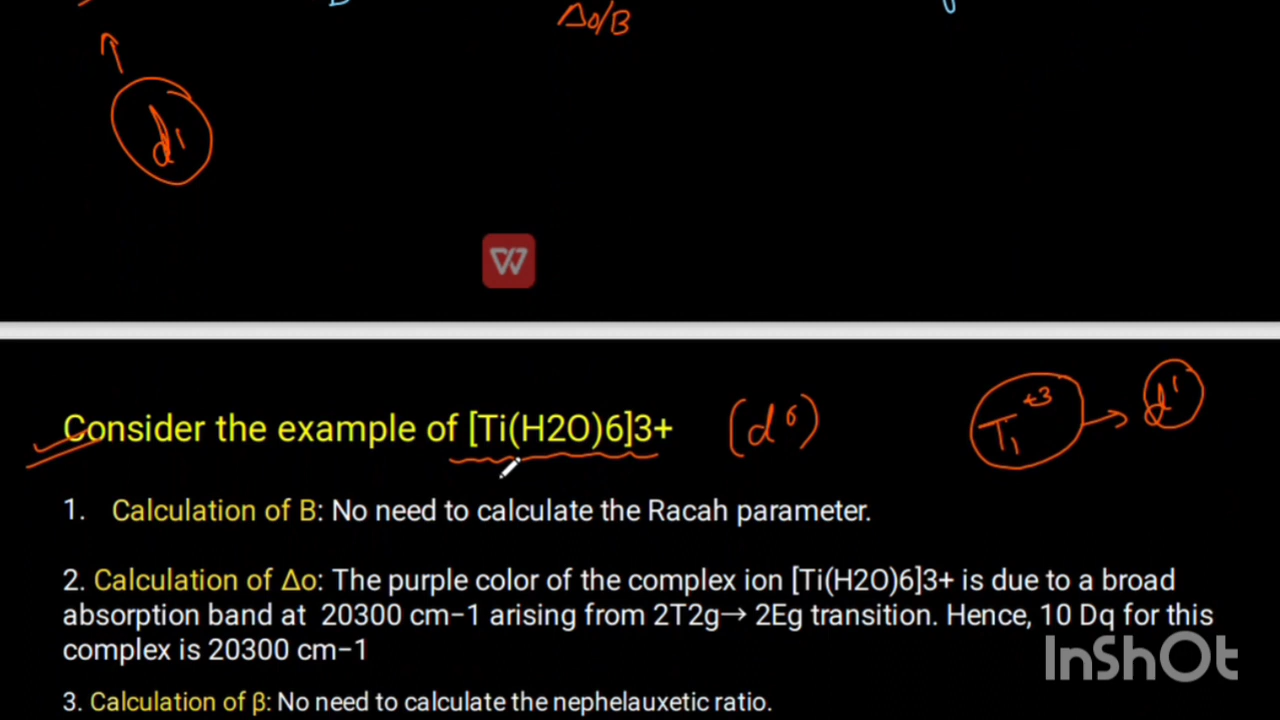 Δo/B
d1
Consider the example of [Ti(H2O)6]3+ (d0)
Ti+3 → d1
1. Calculation of B: No need to calculate the Racah parameter.
2. Calculation of Δo: The purple color of the complex ion [Ti(H2O)6]3+ is due to a broad
absorption band at 20300 cm−1 arising from 2T2g→ 2Eg transition. Hence, 10 Dq for this
complex is 20300 cm−1
InShOt
3. Calculation of β: No need to calculate the nephelauxetic ratio.